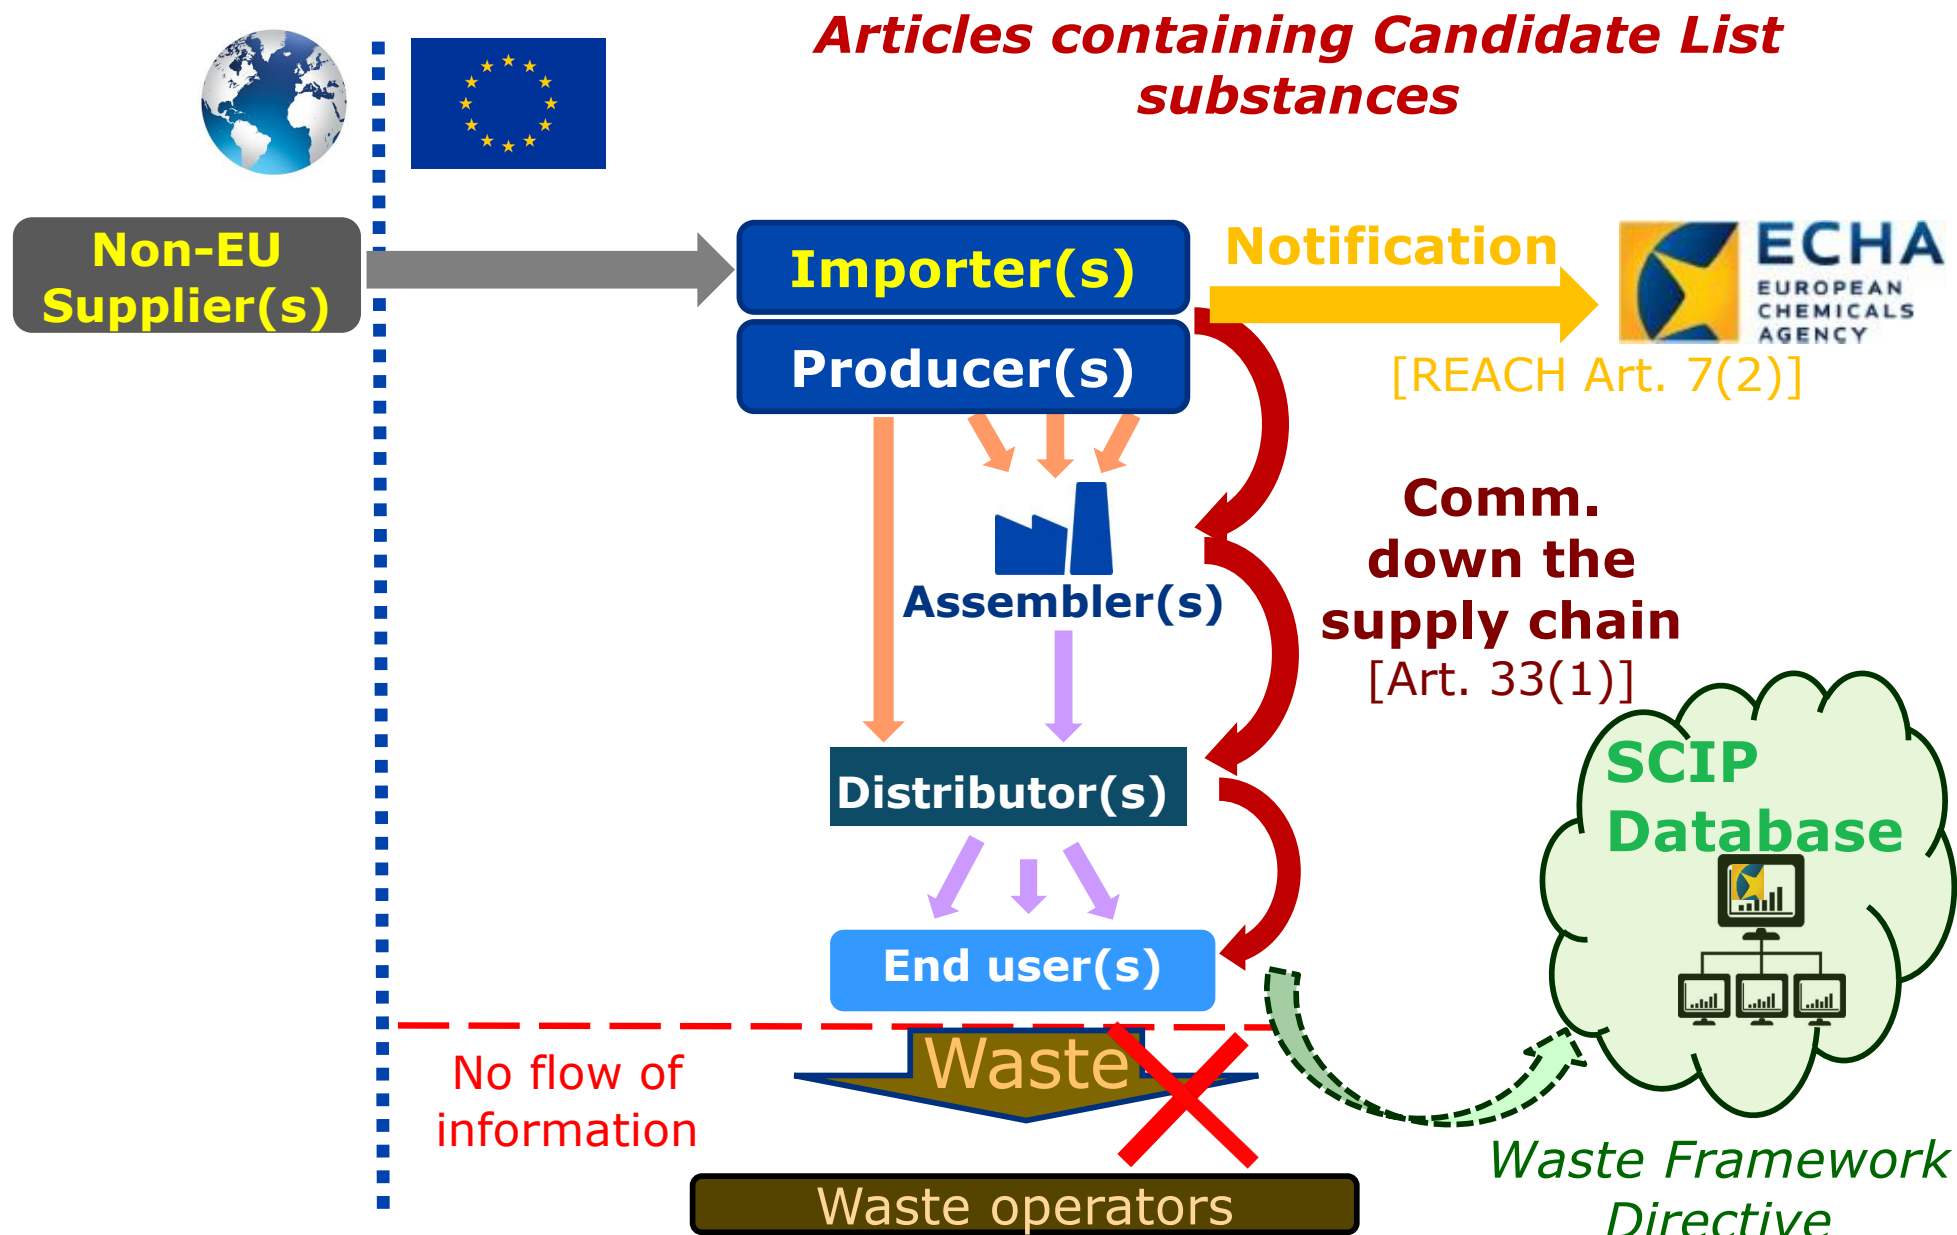 Articles containing Candidate List
substances
Non-EU
Supplier(s)
Importer(s)
Producer(s)
Notification
ECHA
EUROPEAN
CHEMICALS
AGENCY
[REACH Art. 7(2)]
Comm.
down the
supply chain
[Art. 33(1)]
Assembler(s)
Distributor(s)
SCIP
Database
End user(s)
No flow of
information
Waste
Waste operators
Waste Framework
Directive